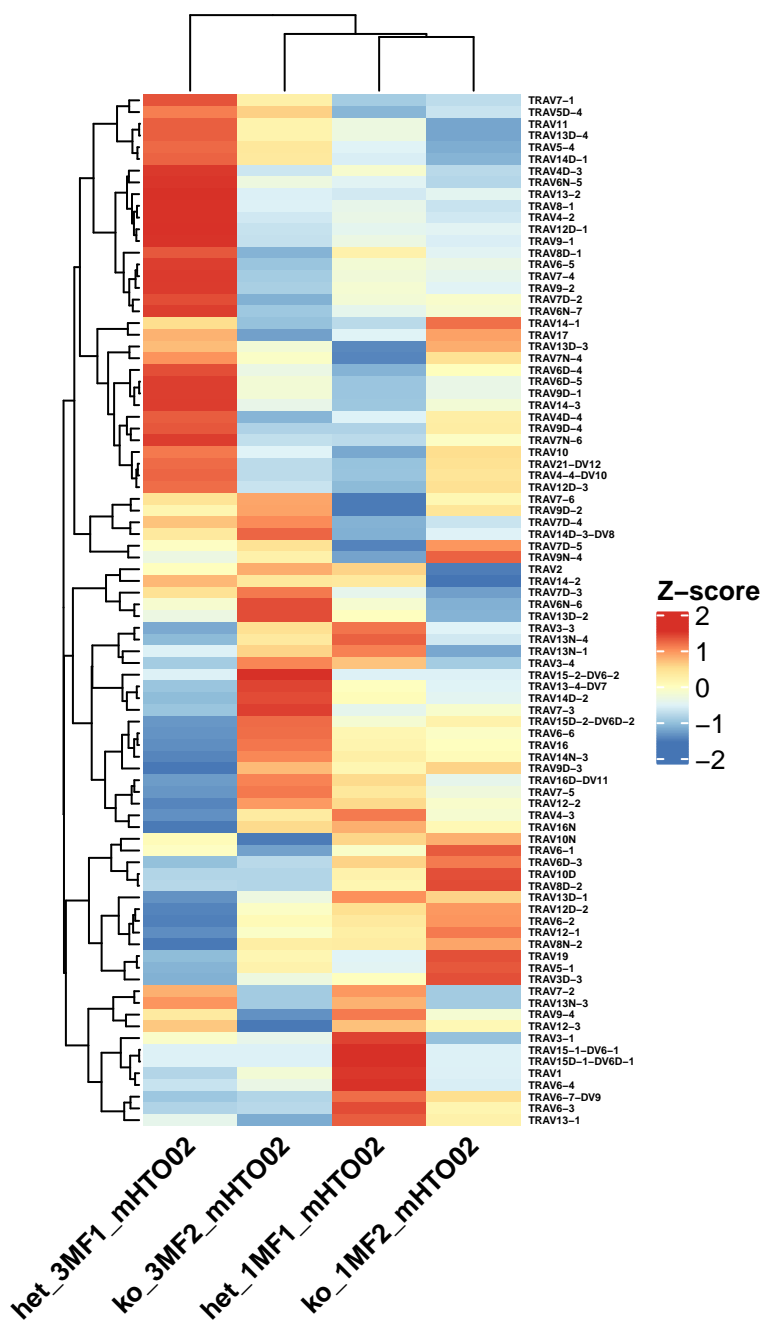 TRAV7−1
TRAV5D−4
TRAV11
TRAV13D−4
TRAV5−4
TRAV14D−1
TRAV4D−3
TRAV6N−5
TRAV13−2
TRAV8−1
TRAV4−2
TRAV12D−1
TRAV9−1
TRAV8D−1
TRAV6−5
TRAV7−4
TRAV9−2
TRAV7D−2
TRAV6N−7
TRAV14−1
TRAV17
TRAV13D−3
TRAV7N−4
TRAV6D−4
TRAV6D−5
TRAV9D−1
TRAV14−3
TRAV4D−4
TRAV9D−4
TRAV7N−6
TRAV10
TRAV21−DV12
TRAV4−4−DV10
TRAV12D−3
TRAV7−6
TRAV9D−2
TRAV7D−4
TRAV14D−3−DV8
TRAV7D−5
TRAV9N−4
TRAV2
TRAV14−2
TRAV7D−3
TRAV6N−6
TRAV13D−2
TRAV3−3
TRAV13N−4
TRAV13N−1
TRAV3−4
TRAV15−2−DV6−2
TRAV13−4−DV7
TRAV14D−2
TRAV7−3
TRAV15D−2−DV6D−2
TRAV6−6
TRAV16
TRAV14N−3
TRAV9D−3
TRAV16D−DV11
TRAV7−5
TRAV12−2
TRAV4−3
TRAV16N
TRAV10N
TRAV6−1
TRAV6D−3
TRAV10D
TRAV8D−2
TRAV13D−1
TRAV12D−2
TRAV6−2
TRAV12−1
TRAV8N−2
TRAV19
TRAV5−1
TRAV3D−3
TRAV7−2
TRAV13N−3
TRAV9−4
TRAV12−3
TRAV3−1
TRAV15−1−DV6−1
TRAV15D−1−DV6D−1
TRAV1
TRAV6−4
TRAV6−7−DV9
TRAV6−3
TRAV13−1
Z−score
2
1
0
−1
−2
het_3MF1_mHTO02
ko_3MF2_mHTO02
het_1MF1_mHTO02
ko_1MF2_mHTO02